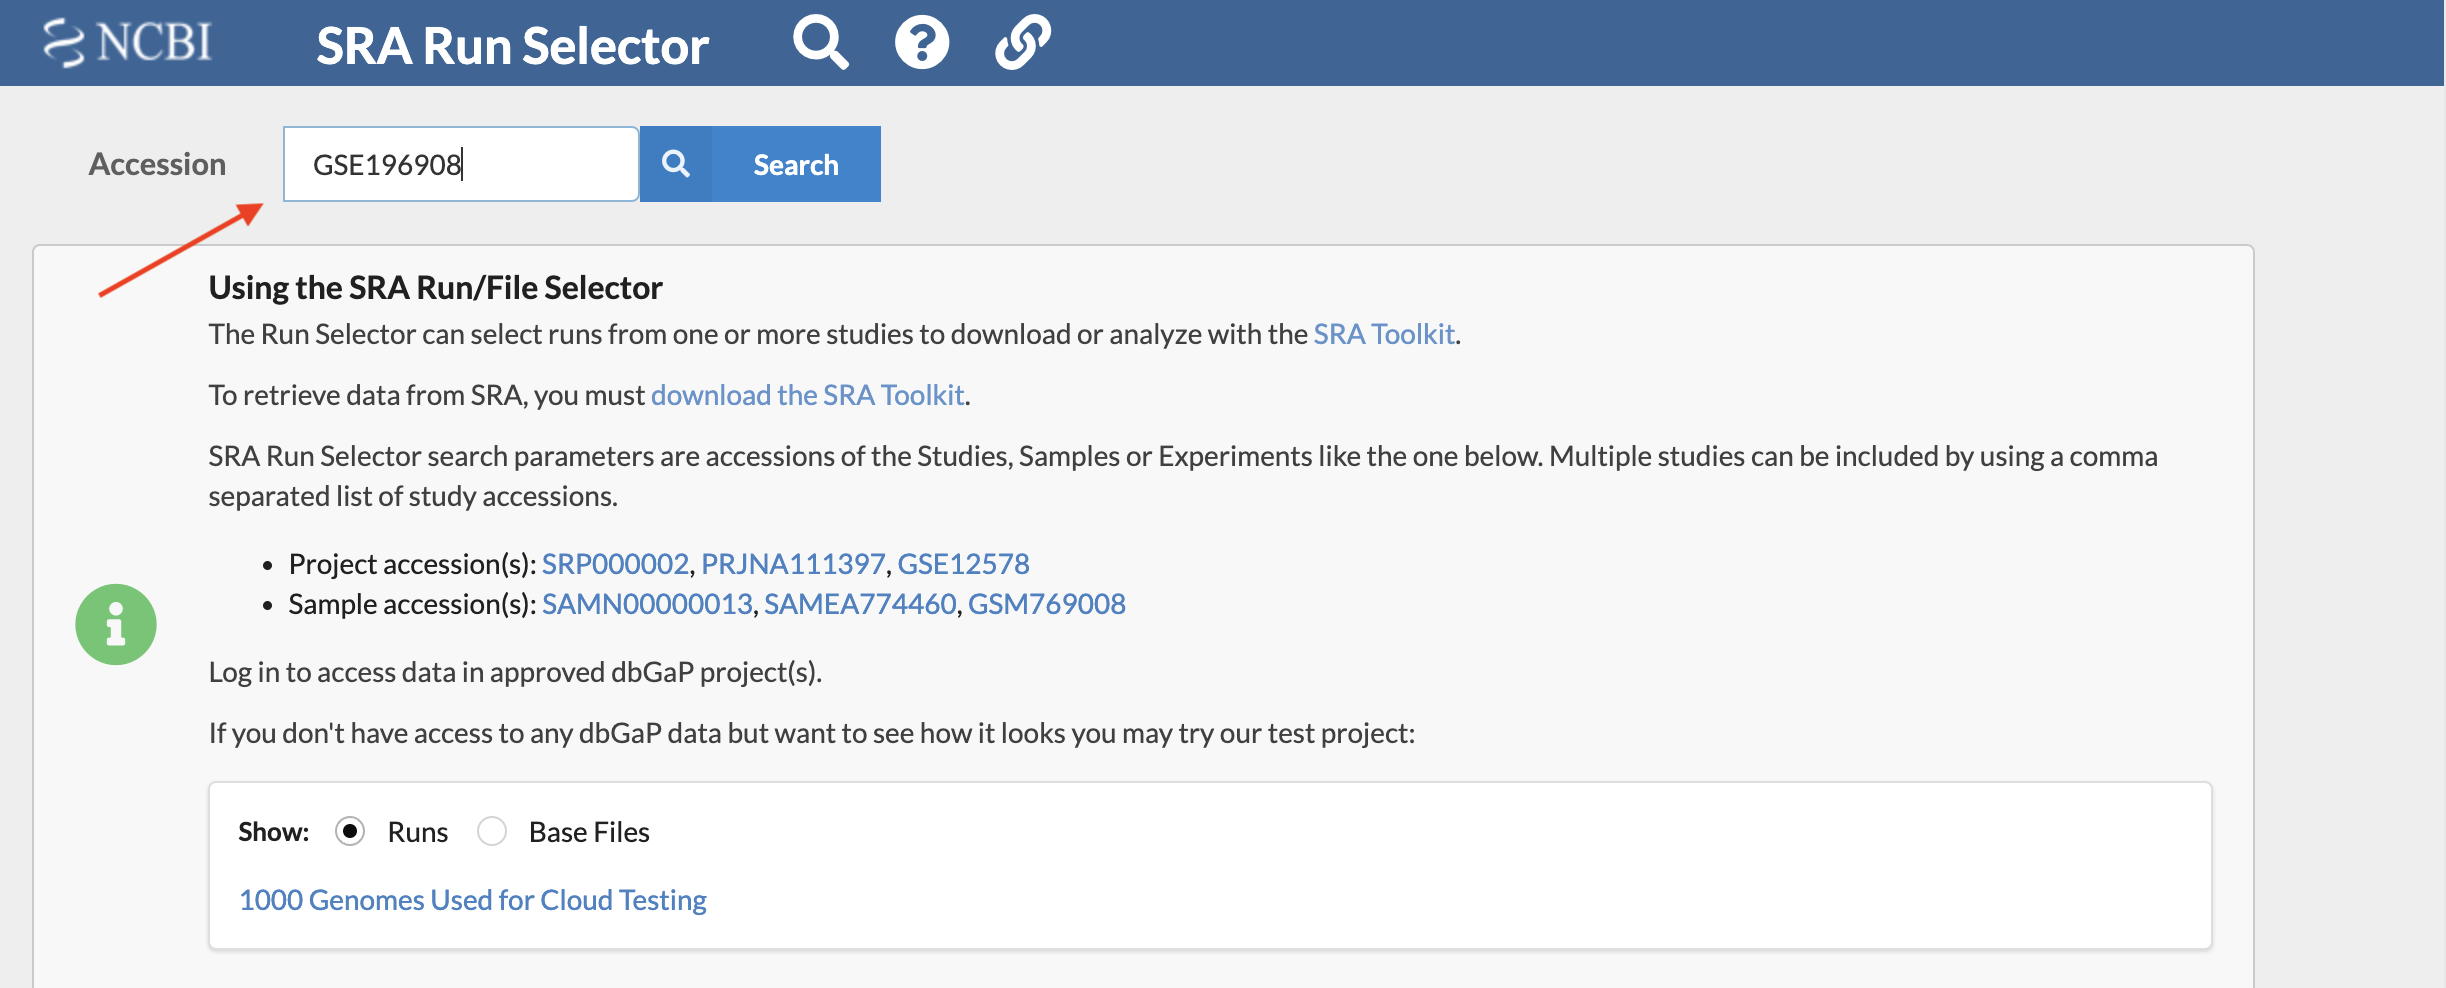 NCBI SRA Run Selector
Accession GSE196908 Search
Using the SRA Run/File Selector
The Run Selector can select runs from one or more studies to download or analyze with the SRA Toolkit.
To retrieve data from SRA, you must download the SRA Toolkit.
SRA Run Selector search parameters are accessions of the Studies, Samples or Experiments like the one below. Multiple studies can be included by using a comma
separated list of study accessions.
• Project accession(s): SRP000002, PRJNA111397, GSE12578
• Sample accession(s): SAMN00000013, SAMEA774460, GSM769008
Log in to access data in approved dbGaP project(s).
If you don't have access to any dbGaP data but want to see how it looks you may try our test project:
Show: Runs Base Files
1000 Genomes Used for Cloud Testing